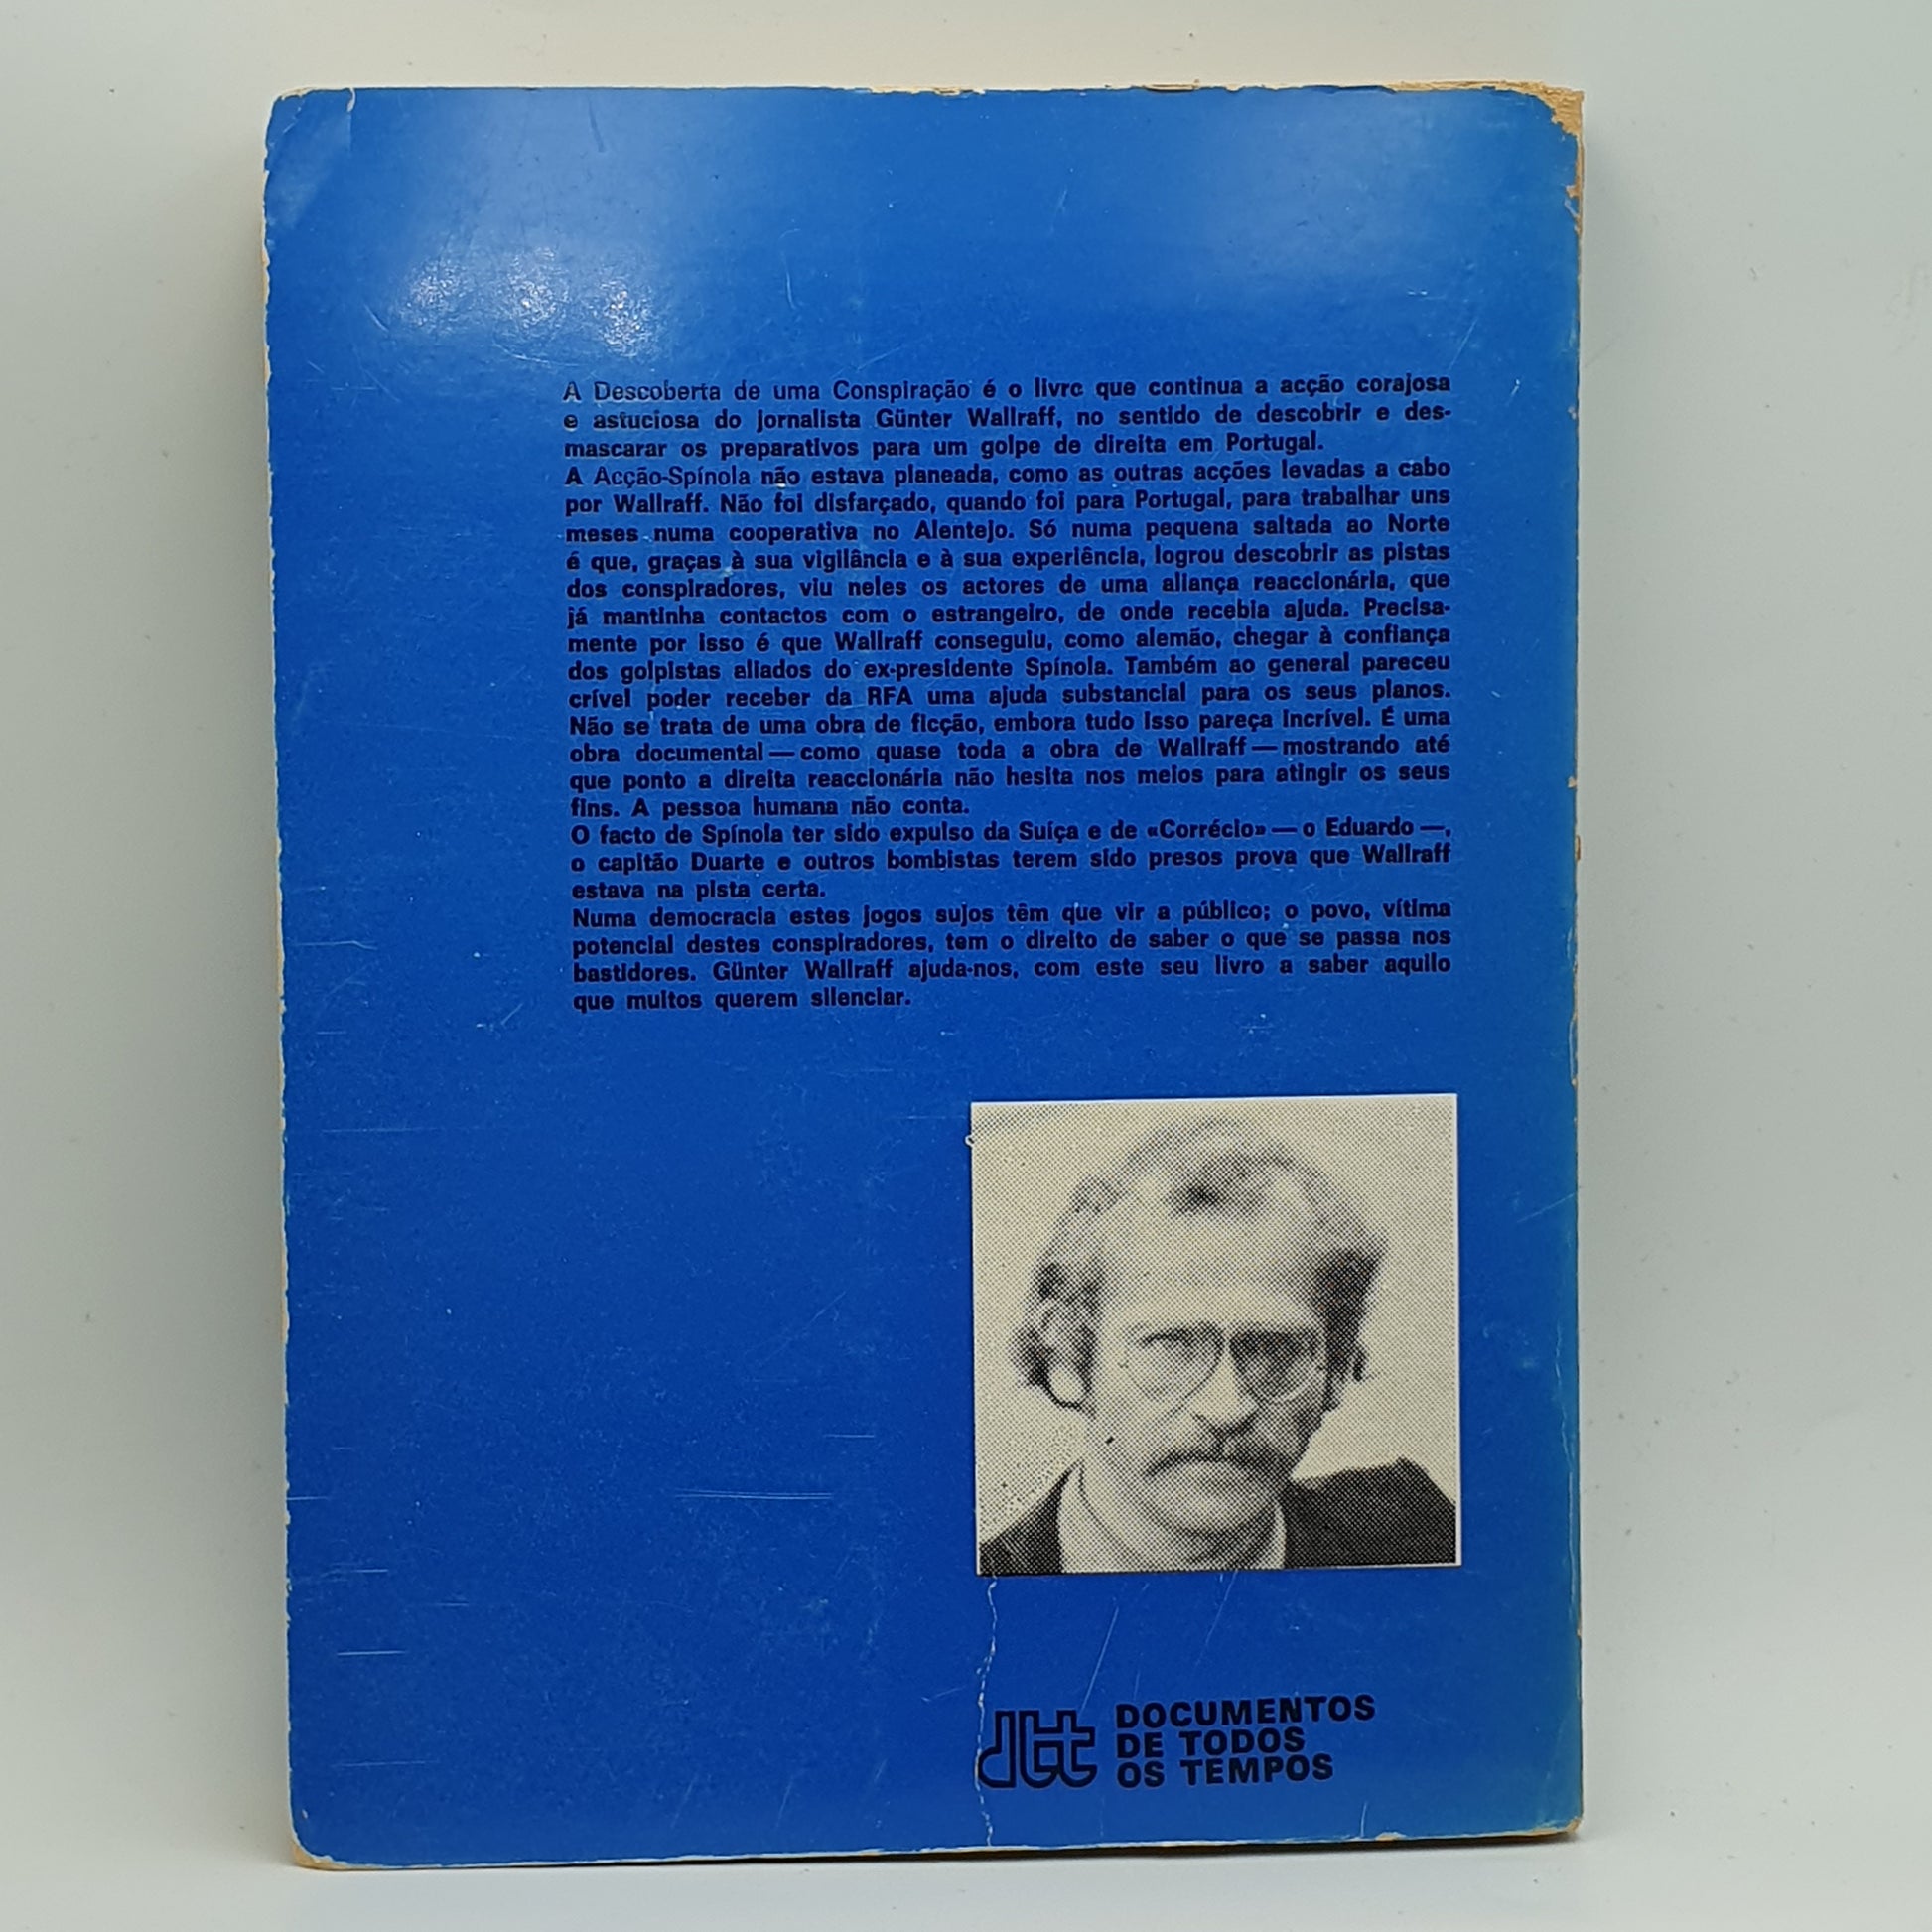 A Descoberta de uma Conspiração é o livro que continua a acção corajosa
e astuciosa do jornalista Günter Wallraff, no sentido de descobrir e des-
mascarar os preparativos para um golpe de direita em Portugal.
A Acção-Spínola não estava planeada, como as outras acções levadas a cabo
por Wallraff. Não foi disfarçado, quando foi para Portugal, para trabalhar uns
meses numa cooperativa no Alentejo. Só numa pequena saltada ao Norte
é que, graças à sua vigilância e à sua experiência, logrou descobrir as pistas
dos conspiradores, viu neles os actores de uma aliança reaccionária, que
já mantinha contactos com o estrangeiro, de onde recebia ajuda. Precisa-
mente por isso é que Wallraff conseguiu, como alemão, chegar à confiança
dos golpistas aliados do ex-presidente Spínola. Também ao general pareceu
crível poder receber da RFA uma ajuda substancial para os seus planos.
Não se trata de uma obra de ficção, embora tudo isso pareça incrível. É uma
obra documental — como quase toda a obra de Wallraff — mostrando até
que ponto a direita reaccionária não hesita nos meios para atingir os seus
fins. A pessoa humana não conta.
O facto de Spínola ter sido expulso da Suíça e de «Corrécio» — o Eduardo —,
o capitão Duarte e outros bombistas terem sido presos prova que Wallraff
estava na pista certa.
Numa democracia estes jogos sujos têm que vir a público; o povo, vítima
potencial destes conspiradores, tem o direito de saber o que se passa nos
bastidores. Günter Wallraff ajuda-nos, com este seu livro a saber aquilo
que muitos querem silenciar.
dtt DOCUMENTOS
DE TODOS
OS TEMPOS